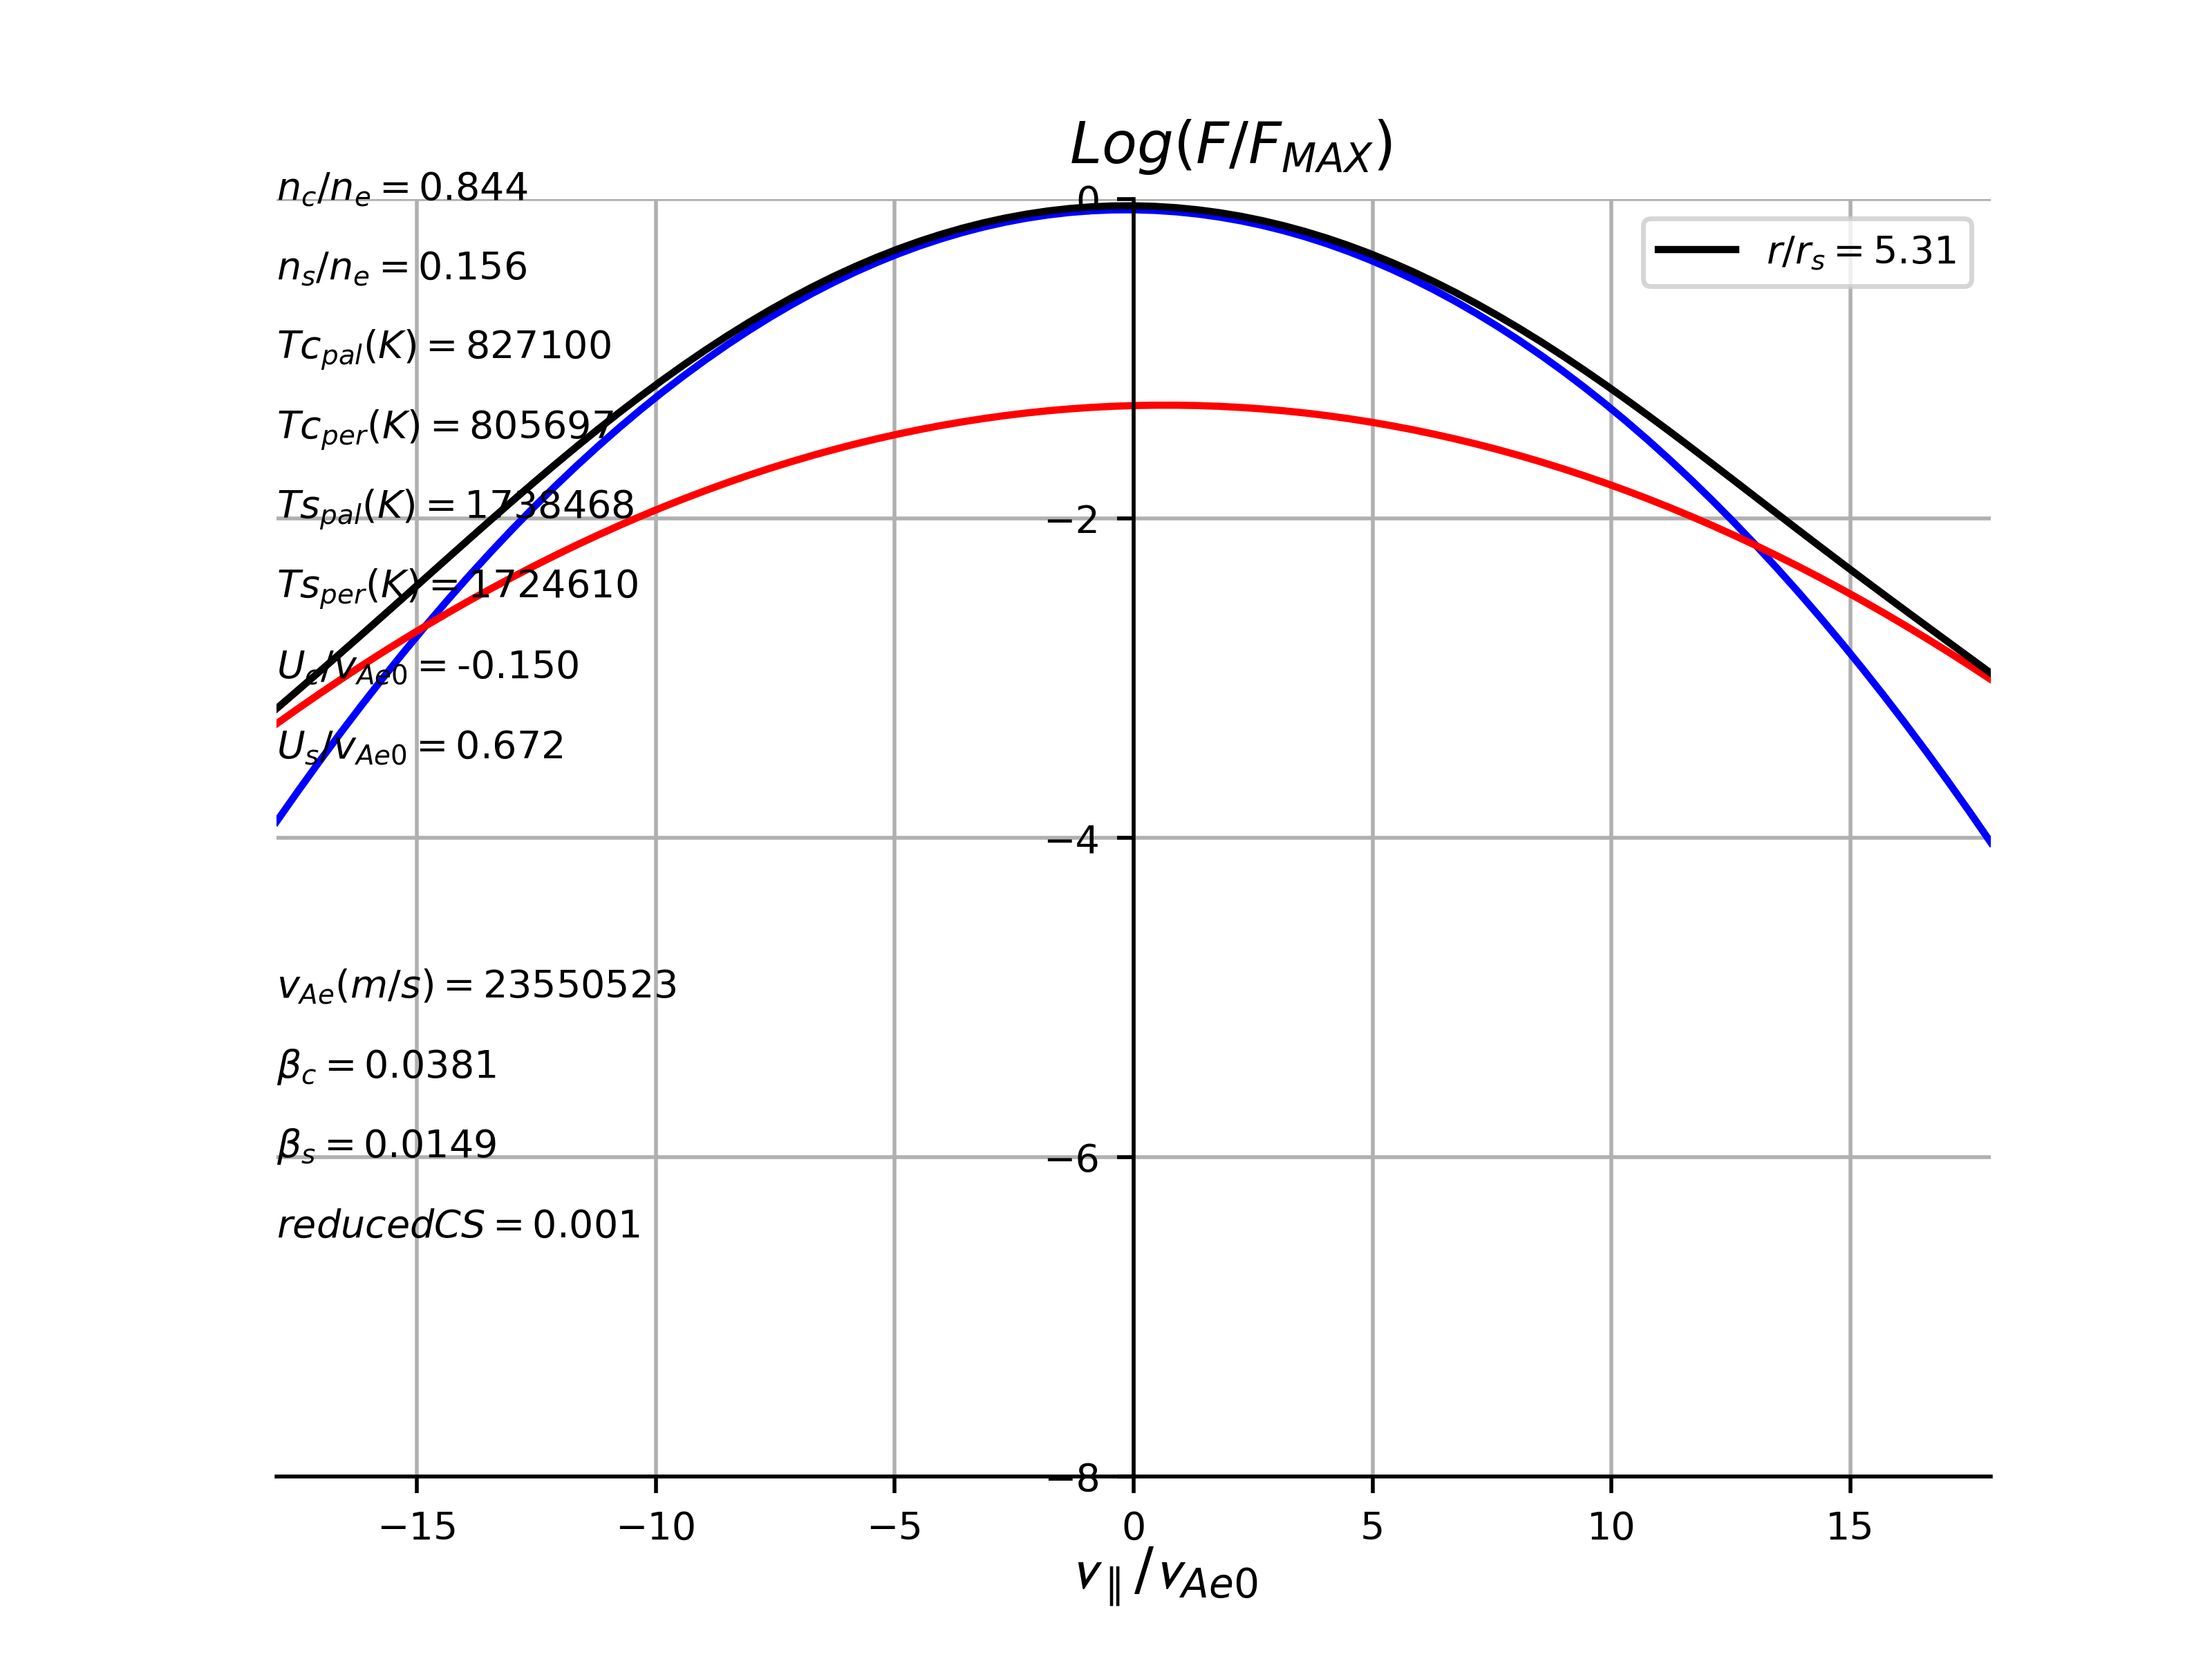 Log(F/F_MAX)
n_c/n_e = 0.844
n_s/n_e = 0.156
Tc_pal(K) = 827100
Tc_per(K) = 805697
Ts_pal(K) = 1738468
Ts_per(K) = 1724610
U_c/v_Ae0 = -0.150
U_s/v_Ae0 = 0.672
v_Ae(m/s) = 23550523
β_c = 0.0381
β_s = 0.0149
reducedCS = 0.001
r/r_s = 5.31
0
−2
−4
−6
−8
−15 −10 −5 0 5 10 15
v_∥/v_Ae0